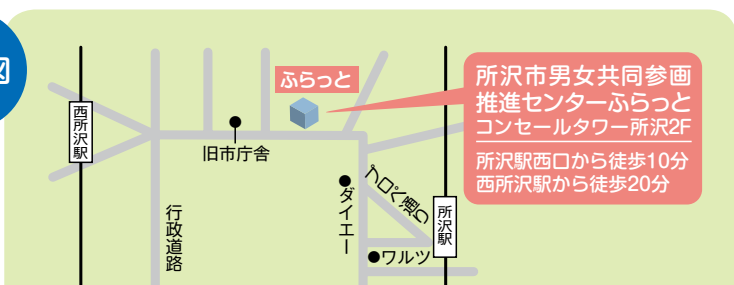 図
ふらっと
所沢市男女共同参画
推進センターふらっと
コンセールタワー所沢2F
所沢駅西口から徒歩10分
西所沢駅から徒歩20分
西所沢駅
旧市庁舎
行政道路
ダイエー
プロペ通り
所沢駅
ワルツ